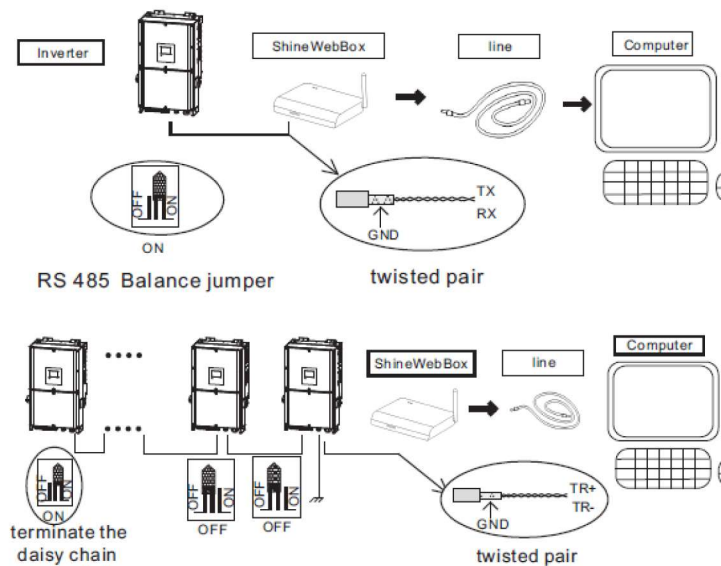 Inverter
ShineWebBox
line
Computer
OFF
ON
ON
TX
RX
GND
RS 485 Balance jumper
twisted pair
ShineWebBox
line
Computer
OFF
ON
ON
OFF
ON
OFF
OFF
ON
OFF
TR+
TR-
GND
terminate the
daisy chain
twisted pair